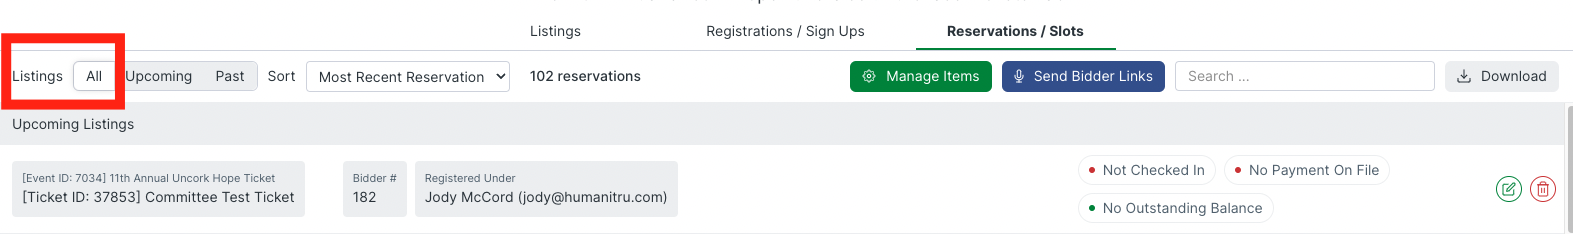 Listings
Registrations / Sign Ups
Reservations / Slots
Listings
All
Upcoming
Past
Sort
Most Recent Reservation
102 reservations
Manage Items
Send Bidder Links
Search ...
Download
Upcoming Listings
[Event ID: 7034] 11th Annual Uncork Hope Ticket
[Ticket ID: 37853] Committee Test Ticket
Bidder #
182
Registered Under
Jody McCord (jody@humanitru.com)
Not Checked In
No Payment On File
No Outstanding Balance